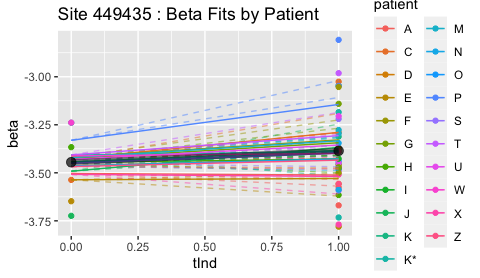 Site 449435 : Beta Fits by Patient
patient
A
C
D
E
F
G
H
I
J
K
K*
M
N
O
P
S
T
U
W
X
Z
beta
-3.00
-3.25
-3.50
-3.75
0.00
0.25
0.50
0.75
1.00
tInd